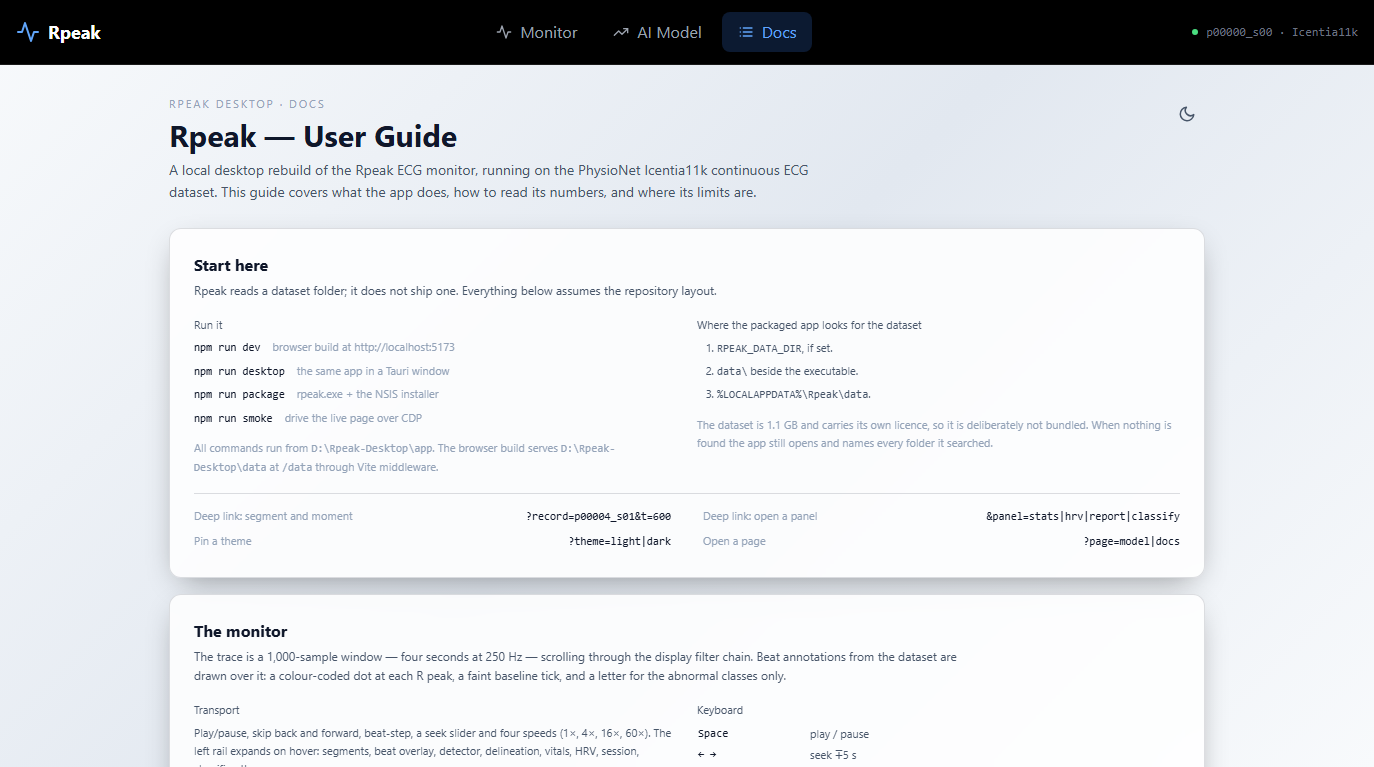 Rpeak
Monitor
AI Model
Docs
p00000_s00 · Icentia11k
RPEAK DESKTOP · DOCS
Rpeak — User Guide
A local desktop rebuild of the Rpeak ECG monitor, running on the PhysioNet Icentia11k continuous ECG
dataset. This guide covers what the app does, how to read its numbers, and where its limits are.
Start here
Rpeak reads a dataset folder; it does not ship one. Everything below assumes the repository layout.
Run it
npm run dev browser build at http://localhost:5173
npm run desktop the same app in a Tauri window
npm run package rpeak.exe + the NSIS installer
npm run smoke drive the live page over CDP
All commands run from D:\Rpeak-Desktop\app. The browser build serves D:\Rpeak-
Desktop\data at /data through Vite middleware.
Where the packaged app looks for the dataset
1. RPEAK_DATA_DIR, if set.
2. data\ beside the executable.
3. %LOCALAPPDATA%\Rpeak\data.
The dataset is 1.1 GB and carries its own licence, so it is deliberately not bundled. When nothing is
found the app still opens and names every folder it searched.
Deep link: segment and moment ?record=p00004_s01&t=600
Deep link: open a panel &panel=stats|hrv|report|classify
Pin a theme ?theme=light|dark
Open a page ?page=model|docs
The monitor
The trace is a 1,000-sample window — four seconds at 250 Hz — scrolling through the display filter chain. Beat annotations from the dataset are
drawn over it: a colour-coded dot at each R peak, a faint baseline tick, and a letter for the abnormal classes only.
Transport
Play/pause, skip back and forward, beat-step, a seek slider and four speeds (1×, 4×, 16×, 60×). The
left rail expands on hover: segments, beat overlay, detector, delineation, vitals, HRV, session,
Keyboard
Space play / pause
← → seek ∓5 s